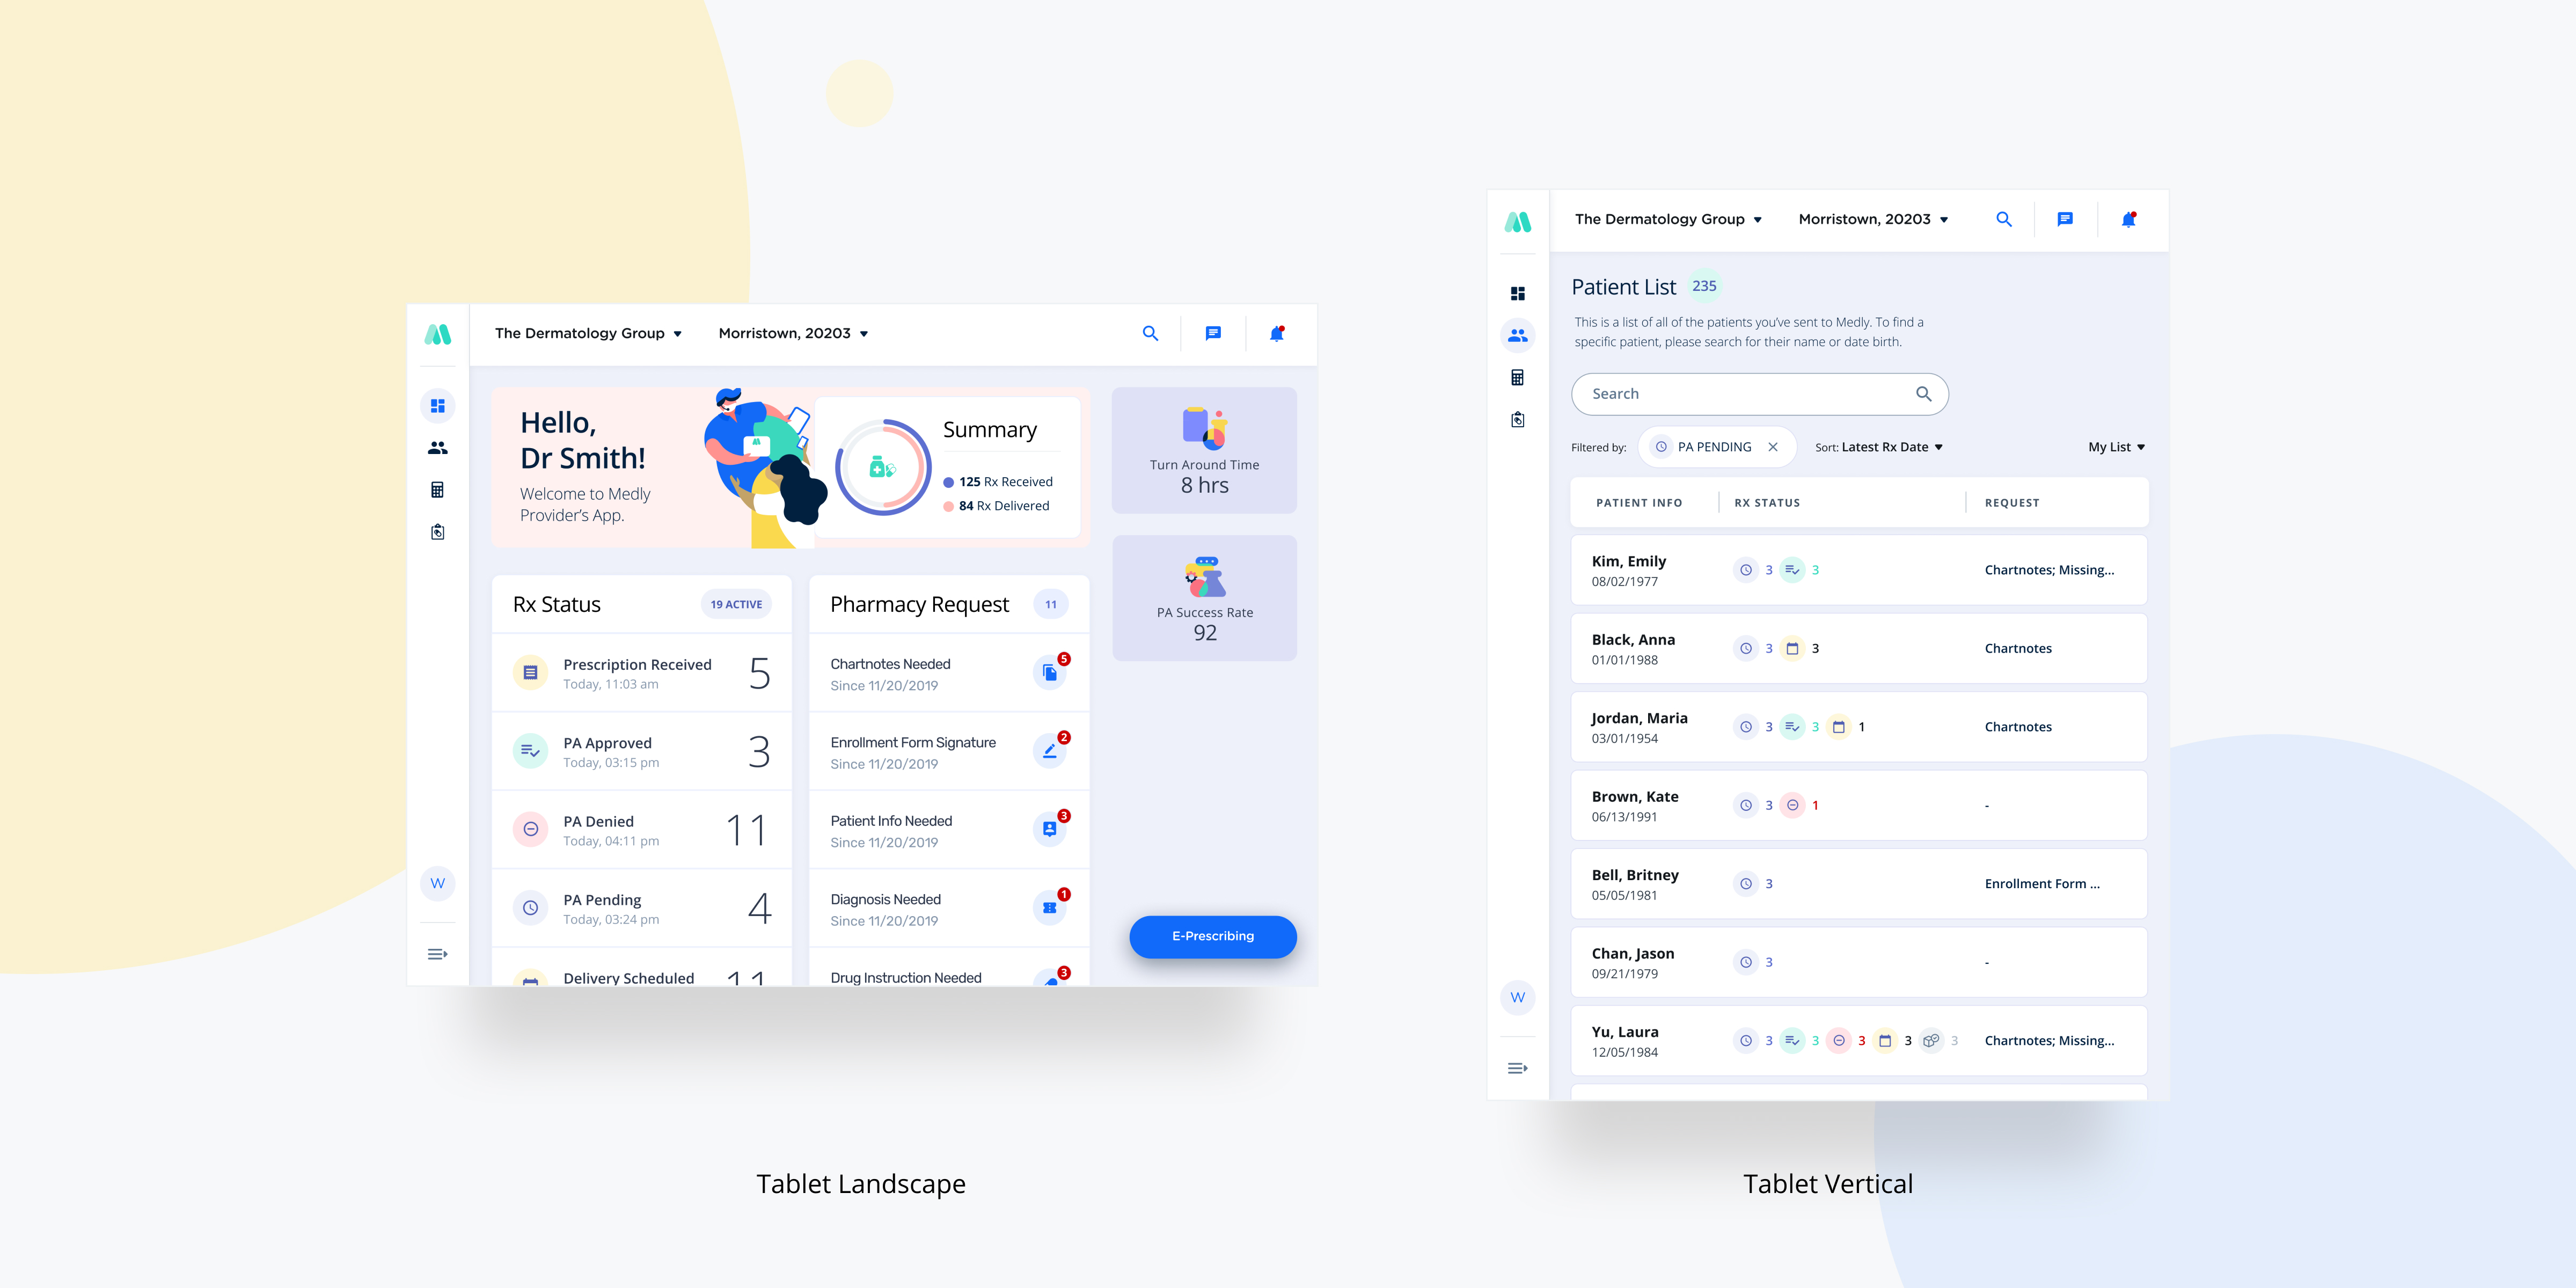 The Dermatology Group
Morristown, 20203
Hello,
Dr Smith!
Welcome to Medly
Provider's App.
Summary
125 Rx Received
84 Rx Delivered
Turn Around Time
8 hrs
PA Success Rate
92
Rx Status
19 ACTIVE
Prescription Received
Today, 11:03 am
5
PA Approved
Today, 03:15 pm
3
PA Denied
Today, 04:11 pm
11
PA Pending
Today, 03:24 pm
4
Delivery Scheduled
11
Pharmacy Request
11
Chartnotes Needed
Since 11/20/2019
5
Enrollment Form Signature
Since 11/20/2019
2
Patient Info Needed
Since 11/20/2019
3
Diagnosis Needed
Since 11/20/2019
1
Drug Instruction Needed
3
E-Prescribing
W
Tablet Landscape
The Dermatology Group
Morristown, 20203
Patient List
235
This is a list of all of the patients you've sent to Medly. To find a
specific patient, please search for their name or date birth.
Search
Filtered by:
PA PENDING
Sort: Latest Rx Date
My List
PATIENT INFO
RX STATUS
REQUEST
Kim, Emily
08/02/1977
3 3
Chartnotes; Missing...
Black, Anna
01/01/1988
3 3
Chartnotes
Jordan, Maria
03/01/1954
3 3 1
Chartnotes
Brown, Kate
06/13/1991
3 1
-
Bell, Britney
05/05/1981
3
Enrollment Form ...
Chan, Jason
09/21/1979
3
-
Yu, Laura
12/05/1984
3 3 3 3 3
Chartnotes; Missing...
W
Tablet Vertical